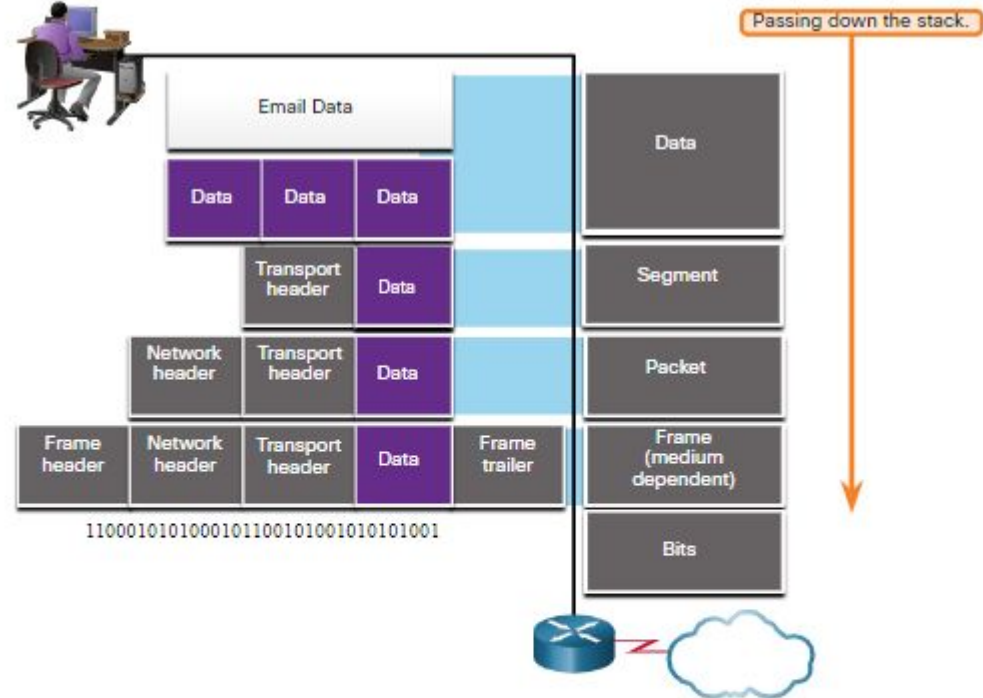 Passing down the stack.
Email Data
Data
Data
Data
Data
Transport
header
Data
Segment
Network
header
Transport
header
Data
Packet
Frame
header
Network
header
Transport
header
Data
Frame
trailer
Frame
(medium
dependent)
1100010101000101100101001010101001
Bits